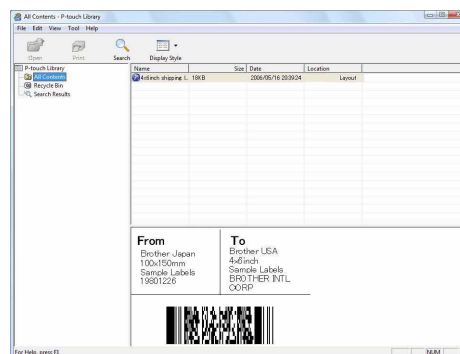 All Contents - P-touch Library
File Edit View Tool Help
Open Print Search Display Style
P-touch Library
All Contents
Recycle Bin
Search Results
Name Size Date Location
4x6inch shipping l... 18KB 2006/05/16 20:39:24 Layout
From
Brother Japan
100x150mm
Sample Labels
19801226
To
Brother USA
4x6inch
Sample Labels
BROTHER INTL
CORP
For Help, press F1
NUM